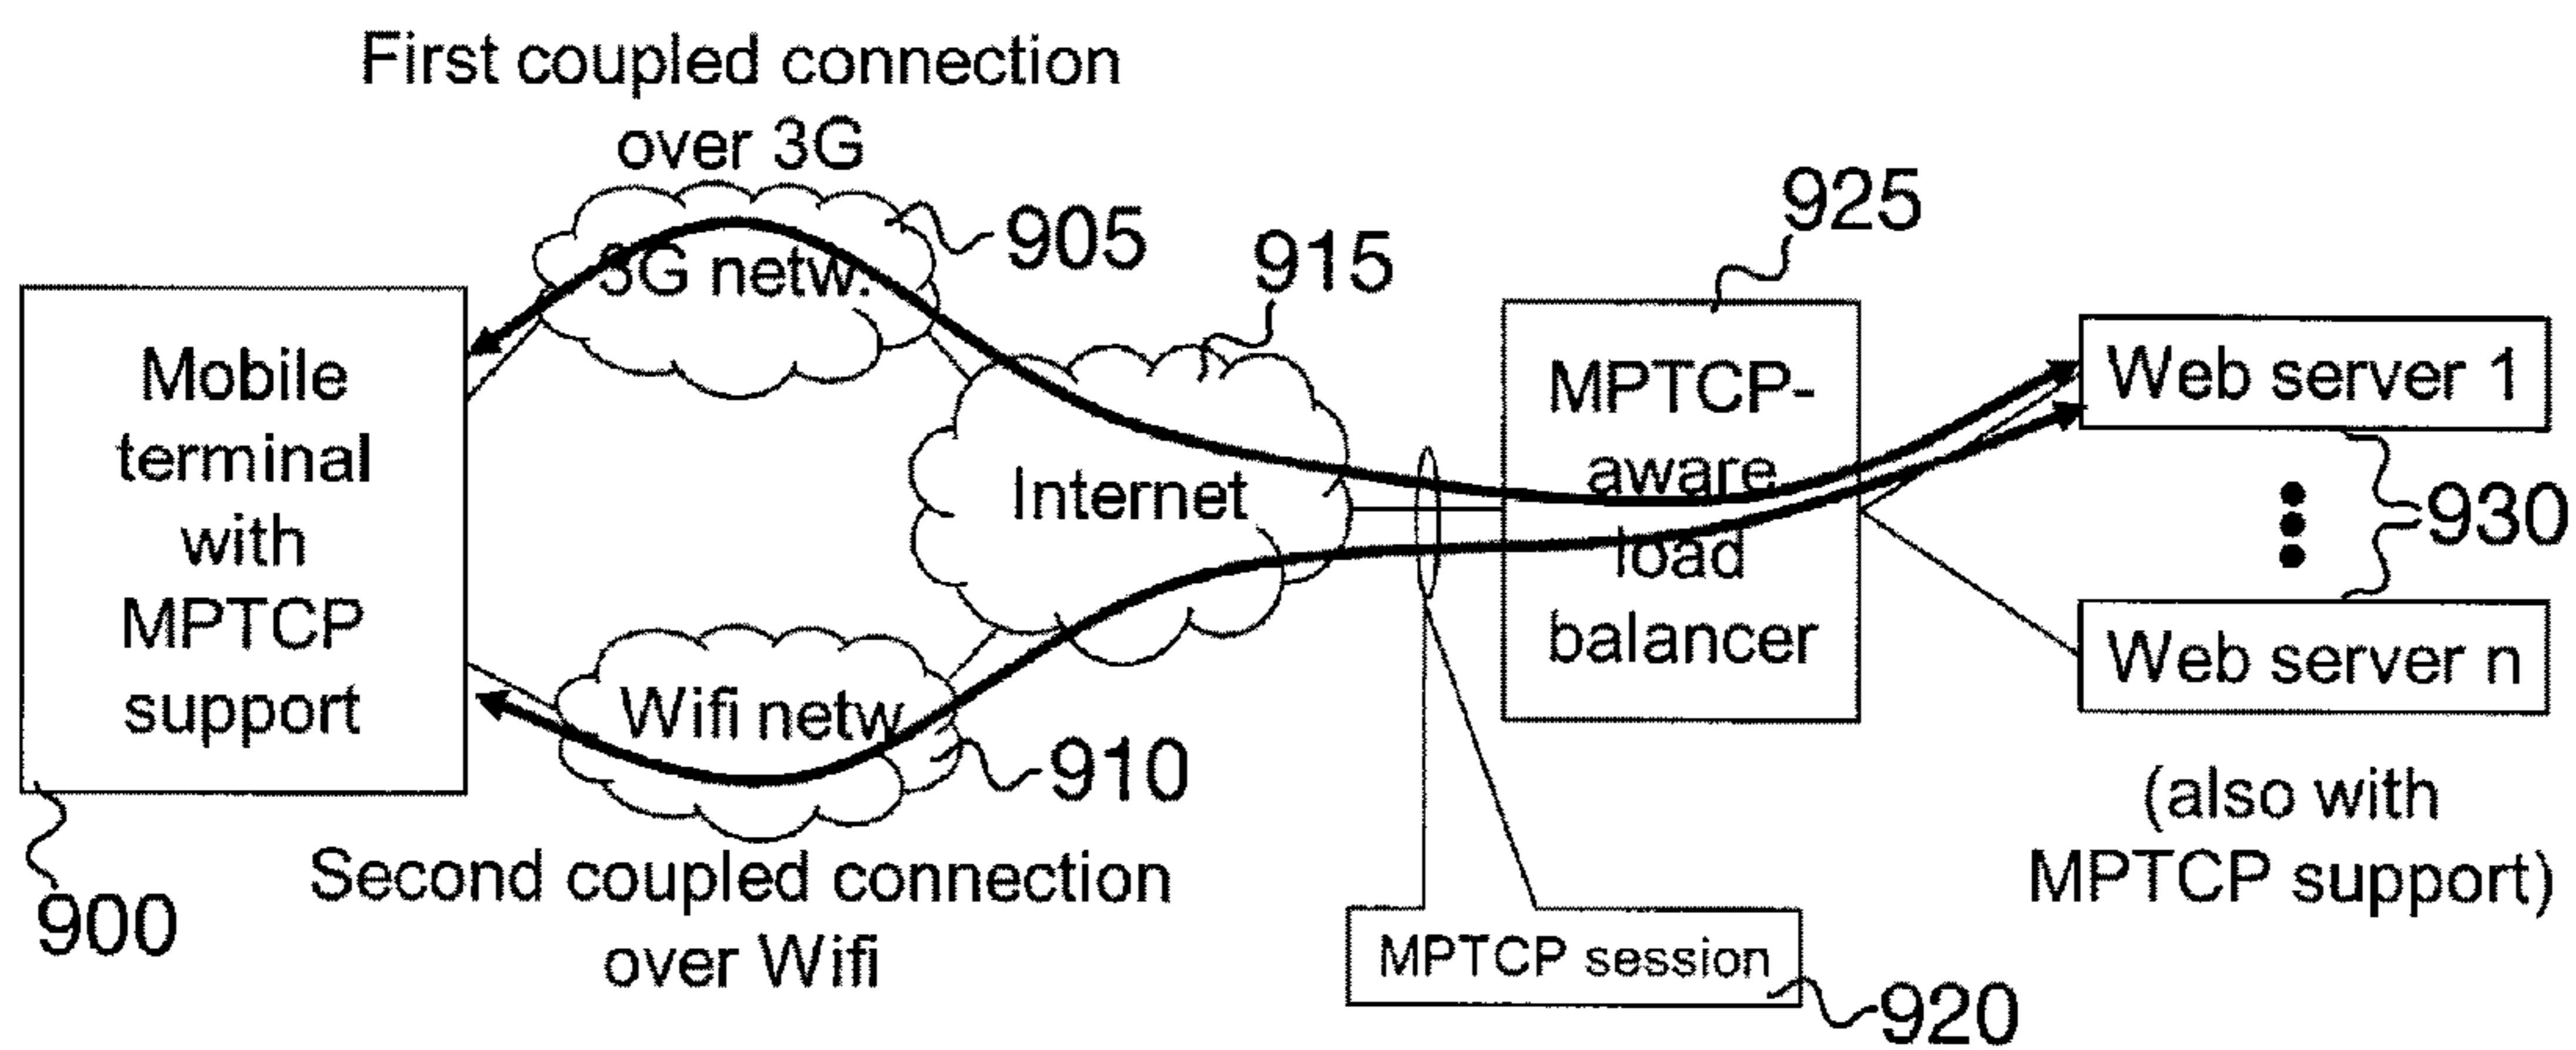 First coupled connection
over 3G
905
3G netw.
915
925
Mobile
terminal
with
MPTCP
support
900
Internet
MPTCP-
aware
load
balancer
Web server 1
930
Web server n
(also with
MPTCP support)
Wifi netw
910
Second coupled connection
over Wifi
MPTCP session
920